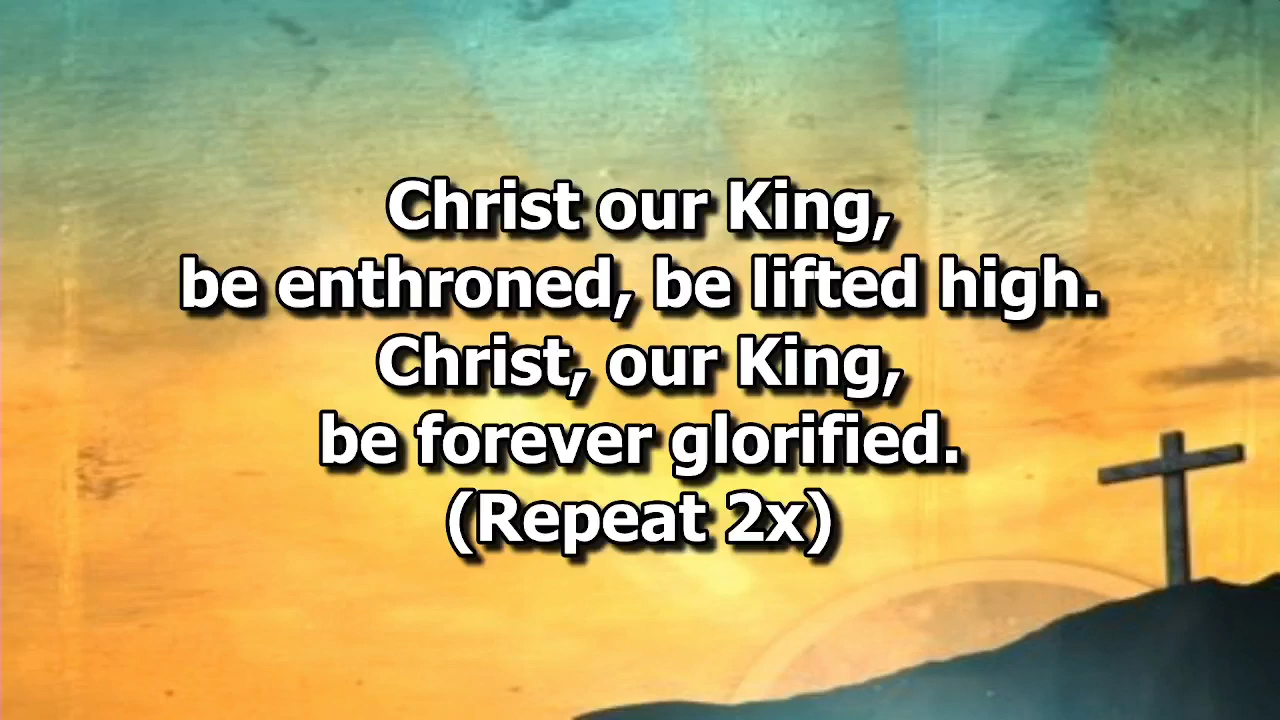 Christ our King,
be enthroned, be lifted high.
Christ, our King,
be forever glorified.
(Repeat 2x)